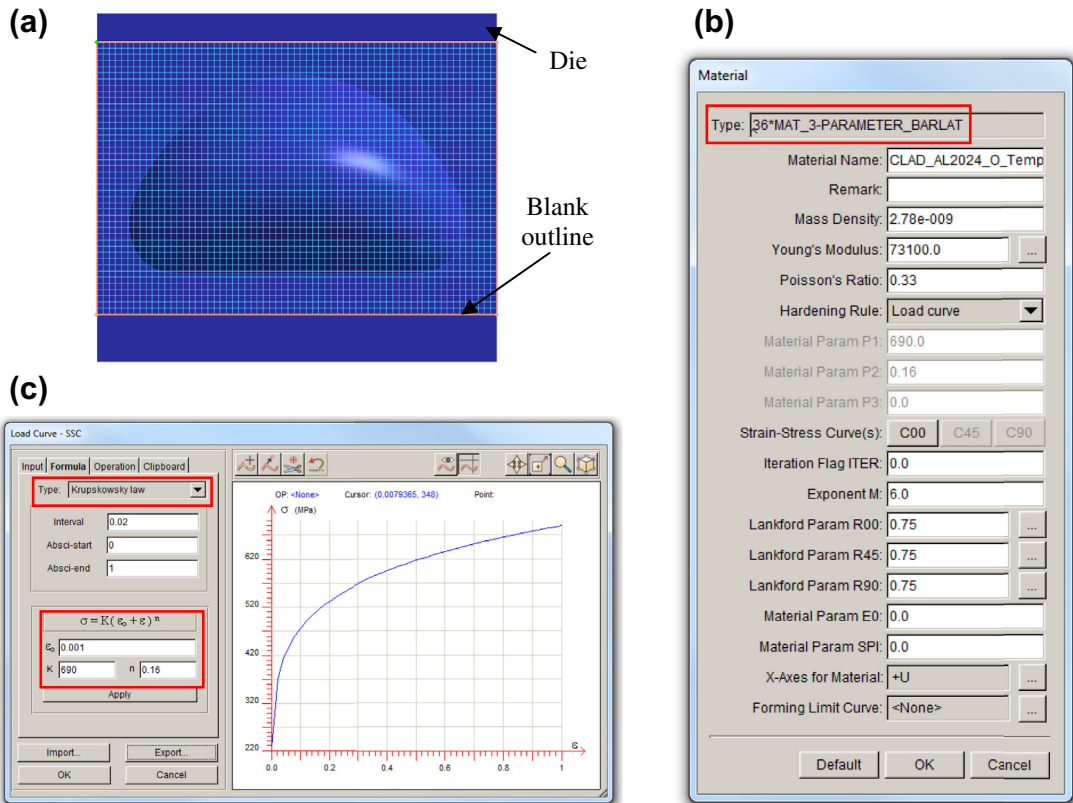 (a)
Die
Blank
outline
(b)
Material
Type: 36*MAT_3-PARAMETER_BARLAT
Material Name: CLAD_AL2024_O_Temp
Remark:
Mass Density: 2.78e-009
Young's Modulus: 73100.0 ...
Poisson's Ratio: 0.33
Hardening Rule: Load curve
Material Param P1: 690.0
Material Param P2: 0.16
Material Param P3: 0.0
Strain-Stress Curve(s): C00 C45 C90
Iteration Flag ITER: 0.0
Exponent M: 6.0
Lankford Param R00: 0.75 ...
Lankford Param R45: 0.75 ...
Lankford Param R90: 0.75 ...
Material Param E0: 0.0
Material Param SPI: 0.0
X-Axes for Material: +U ...
Forming Limit Curve: <None> ...
Default OK Cancel
(c)
Load Curve - SSC
Input Formula Operation Clipboard
Type: Krupskowsky law
Interval 0.02
Absci-start 0
Absci-end 1
σ=K(ε₀+ε)ⁿ
ε₀ 0.001
K 690 n 0.16
Apply
Import... Export...
OK Cancel
OP: <None> Cursor: (0.0079365, 348) Point:
σ (MPa)
620
520
420
320
220
0.0 0.2 0.4 0.6 0.8 1
ε